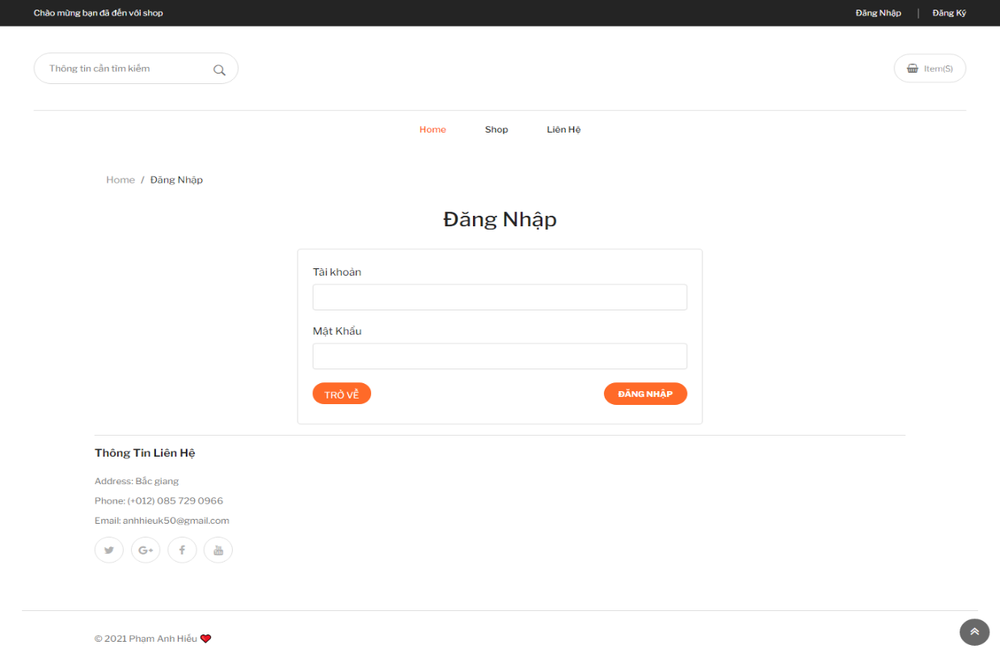 Chào mừng bạn đã đến với shop
Đăng Nhập | Đăng Ký
Thông tin cần tìm kiếm
Item(S)
Home Shop Liên Hệ
Home / Đăng Nhập
Đăng Nhập
Tài khoản
Mật Khẩu
TRỞ VỀ ĐĂNG NHẬP
Thông Tin Liên Hệ
Address: Bắc giang
Phone: (+012) 085 729 0966
Email: anhhieuk50@gmail.com
© 2021 Phạm Anh Hiếu